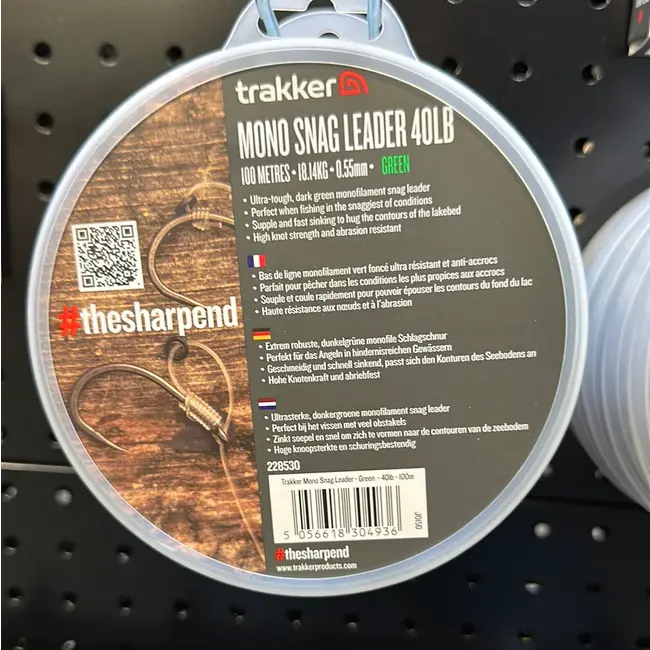 trakker
MONO SNAG LEADER 40LB
100 METRES • 18.14KG • 0.55mm • GREEN
• Ultra-tough, dark green monofilament snag leader
• Perfect when fishing in the snaggiest of conditions
• Supple and fast sinking to hug the contours of the lakebed
• High knot strength and abrasion resistant
• Bas de ligne monofilament vert foncé ultra résistant et anti-accrocs
• Parfait pour pêcher dans les conditions les plus propices aux accrocs
• Souple et coule rapidement pour pouvoir épouser les contours du fond du lac
• Haute résistance aux nœuds et à l'abrasion
#thesharpend
• Extrem robuste, dunkelgrüne monofile Schlagschnur
• Perfekt für das Angeln in hindernisreichen Gewässern
• Geschmeidig und schnell sinkend, passt sich den Konturen des Seebodens an
• Hohe Knotenkraft und abriebfest
• Ultrasterke, donkergroene monofilament snag leader
• Perfect bij het vissen met veel obstakels
• Zinkt soepel en snel om zich te vormen naar de contouren van de zeebodem
• Hoge knoopsterkte en schuringsbestendig
228530
Trakker Mono Snag Leader - Green - 40lb - 100m
5 056618 304936
J0150
#thesharpend
www.trakkerproducts.com